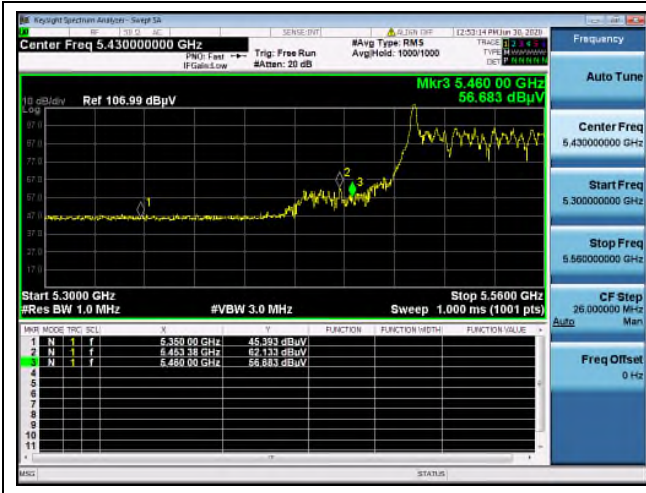 Keysight Spectrum Analyzer - Swept SA
RF 50 Ω AC SENSE:INT ALIGN OFF 12:53:14 PM Jun 30, 2020
Center Freq 5.430000000 GHz #Avg Type: RMS TRACE 1 2 3 4 5 6
PNO: Fast Trig: Free Run Avg|Hold: 1000/1000 TYPE
IFGain:Low #Atten: 20 dB DET P N N N N N
Mkr3 5.460 00 GHz
10 dB/div Ref 106.99 dBµV 56.683 dBµV
Log
97.0
87.0
77.0
67.0
57.0
47.0
37.0
27.0
17.0
1
2
3
Start 5.3000 GHz Stop 5.5600 GHz
#Res BW 1.0 MHz #VBW 3.0 MHz Sweep 1.000 ms (1001 pts)
MKR MODE TRC SCL X Y FUNCTION FUNCTION WIDTH FUNCTION VALUE
1 N 1 f 5.350 00 GHz 45.393 dBµV
2 N 1 f 5.453 38 GHz 62.133 dBµV
3 N 1 f 5.460 00 GHz 56.683 dBµV
4
5
6
7
8
9
10
11
MSG STATUS
Frequency
Auto Tune
Center Freq
5.430000000 GHz
Start Freq
5.300000000 GHz
Stop Freq
5.560000000 GHz
CF Step
26.000000 MHz
Auto Man
Freq Offset
0 Hz